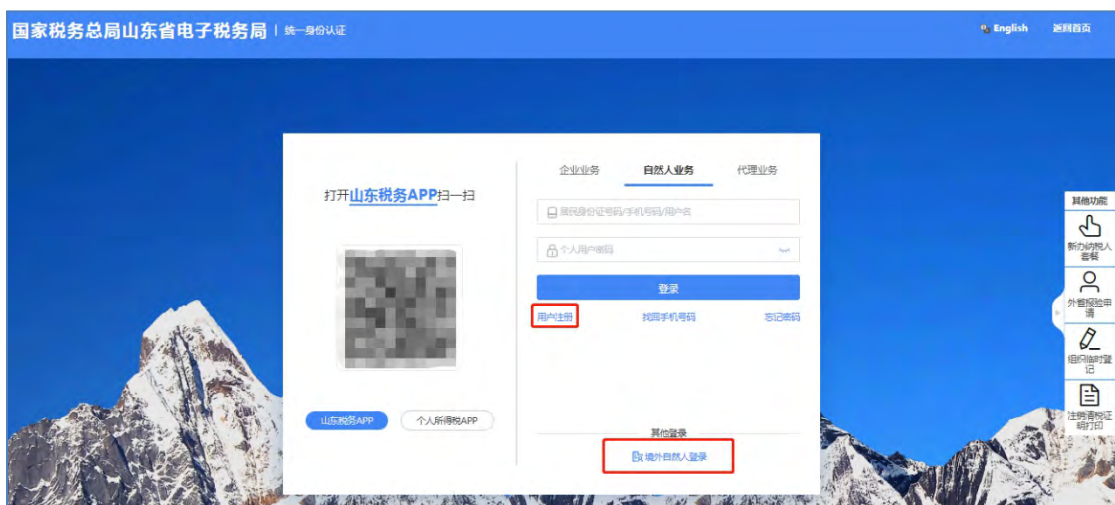 国家税务总局山东省电子税务局 | 统一身份认证
English 返回首页
打开山东税务APP扫一扫
山东税务APP 个人所得税APP
企业业务 自然人业务 代理业务
居民身份证号码/手机号码/用户名
个人用户密码
登录
用户注册 找回手机号码 忘记密码
其他登录
境外自然人登录
其他功能
新办纳税人
套餐
外省报验申
请
组织临时登
记
注销清税证
明打印